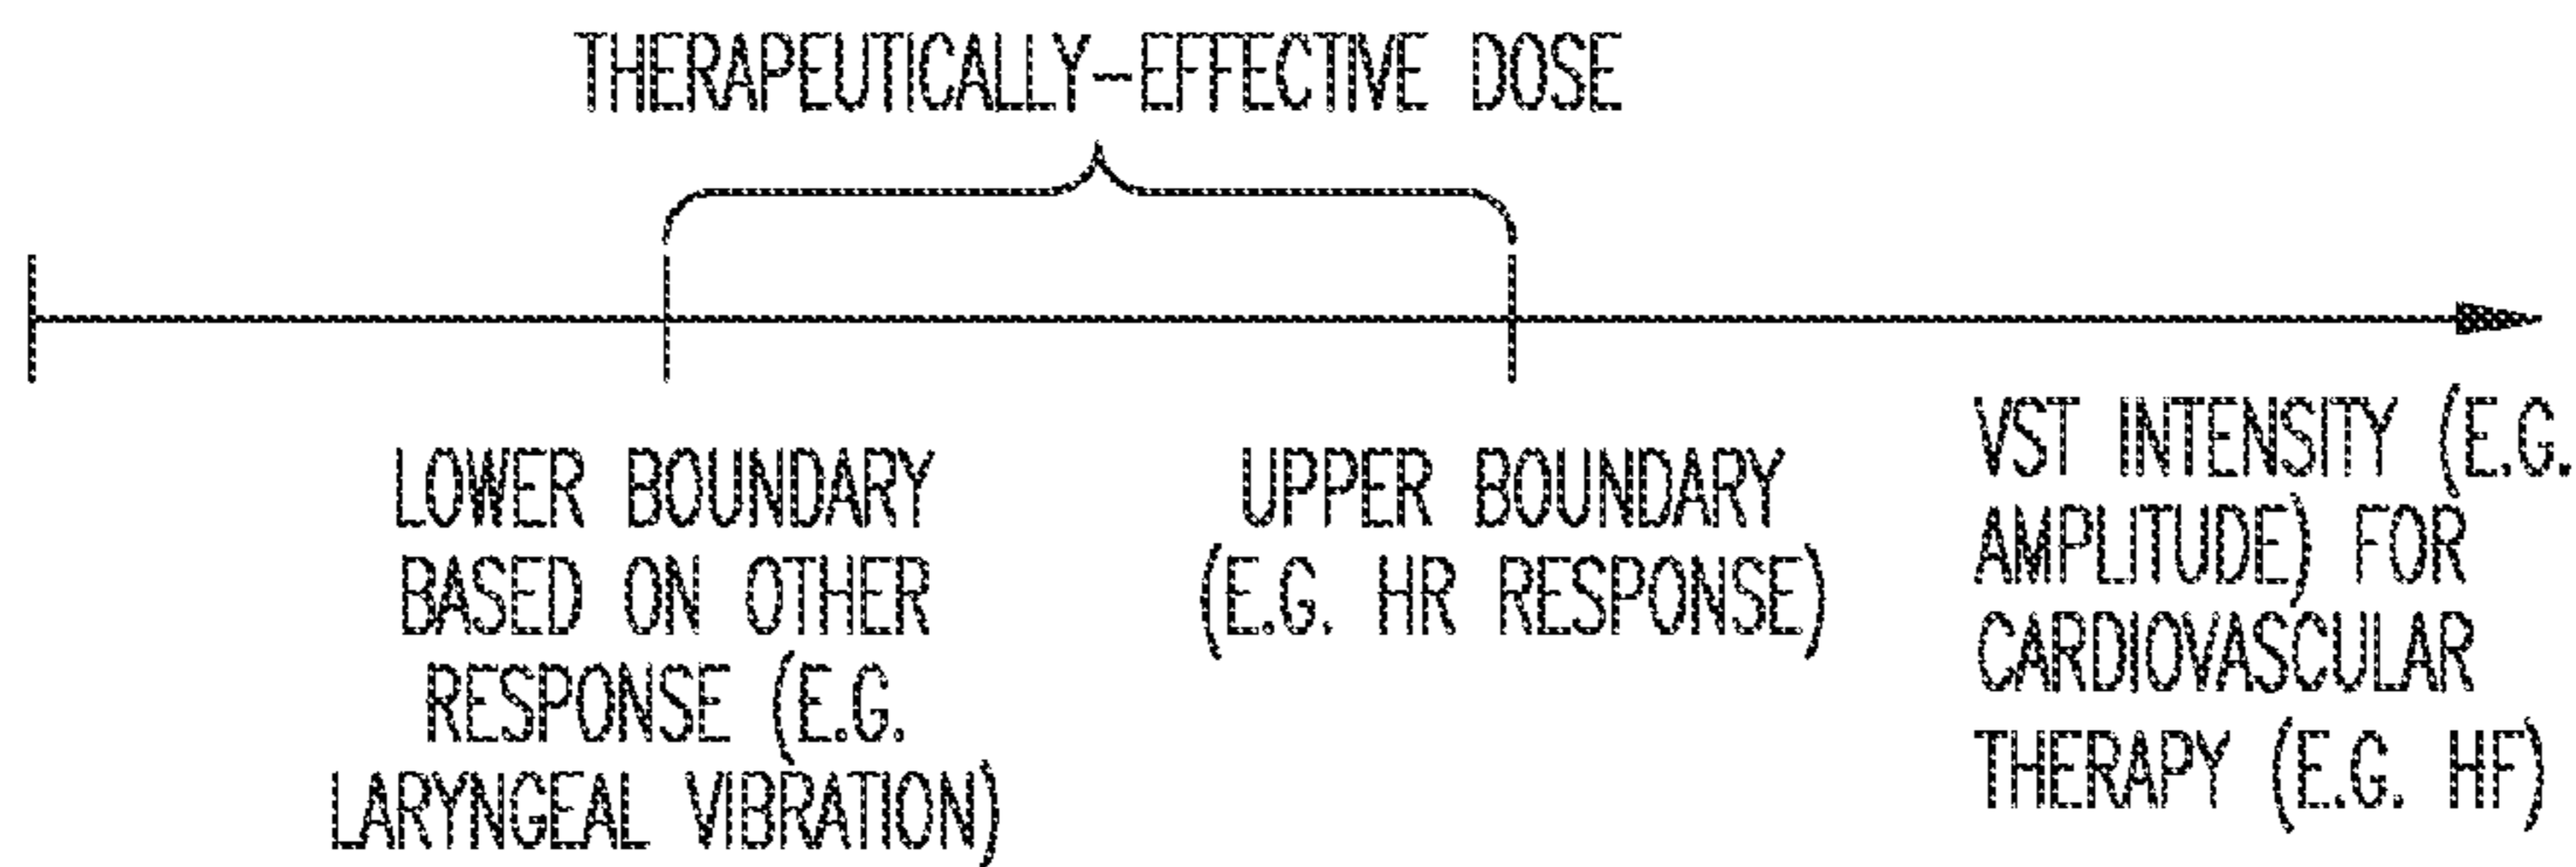 THERAPEUTICALLY-EFFECTIVE DOSE
LOWER BOUNDARY
BASED ON OTHER
RESPONSE (E.G.
LARYNGEAL VIBRATION)
UPPER BOUNDARY
(E.G. HR RESPONSE)
VST INTENSITY (E.G.
AMPLITUDE) FOR
CARDIOVASCULAR
THERAPY (E.G. HF)